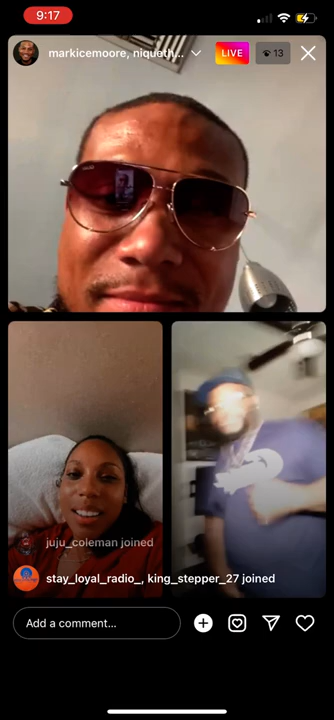 9:17
markicemoore, niqueth...
LIVE
13
juju_coleman joined
stay_loyal_radio_, king_stepper_27 joined
Add a comment...